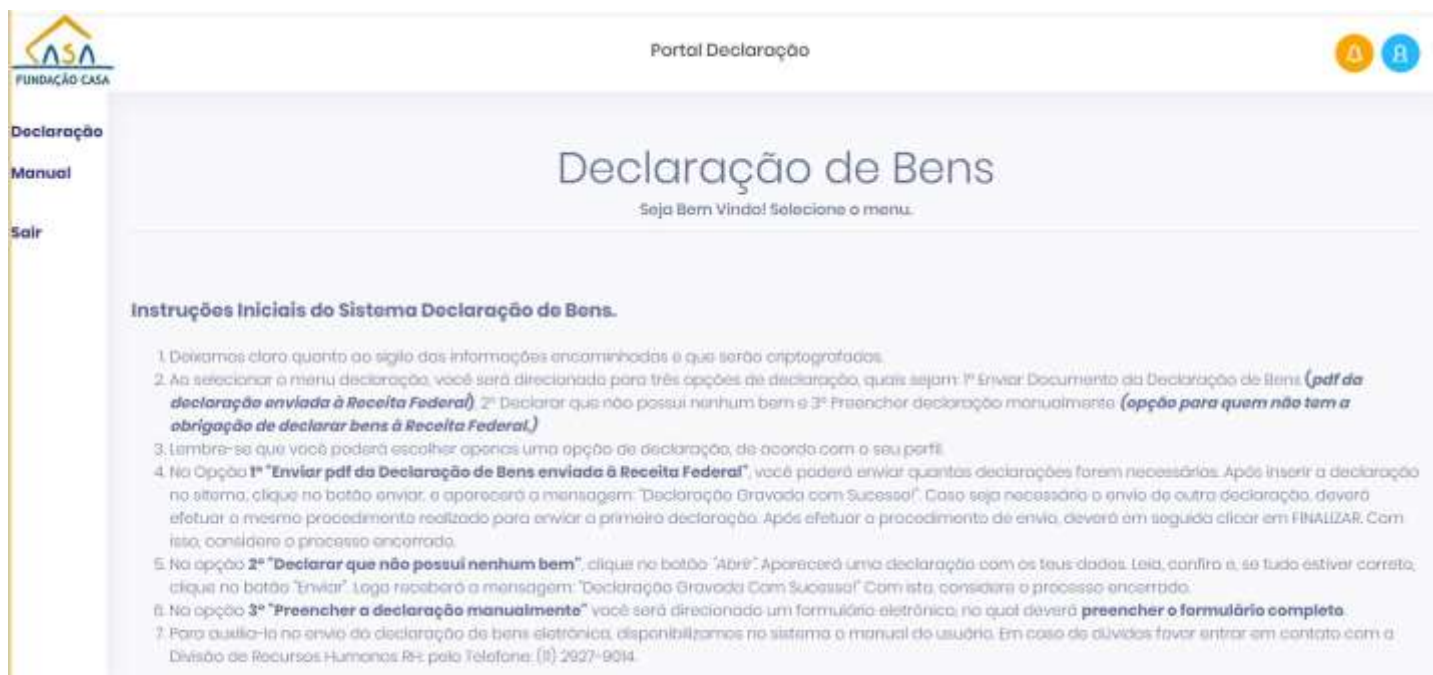 CASA
FUNDAÇÃO CASA
Portal Declaração
Declaração
Manual
Sair
Declaração de Bens
Seja Bem Vindo! Selecione o menu.
Instruções Iniciais do Sistema Declaração de Bens.
1. Deixamos claro quanto ao sigilo das informações encaminhadas e que serão criptografadas.
2. Ao selecionar o menu declaração, você será direcionado para três opções de declaração, quais sejam: 1ª Enviar Documento da Declaração de Bens (pdf da
declaração enviada à Receita Federal), 2ª Declarar que não possui nenhum bem e 3ª Preencher declaração manualmente (opção para quem não tem a
obrigação de declarar bens à Receita Federal.)
3. Lembre-se que você poderá escolher apenas uma opção de declaração, de acordo com o seu perfil.
4. Na Opção 1ª "Enviar pdf da Declaração de Bens enviada à Receita Federal", você poderá enviar quantas declarações forem necessárias. Após inserir a declaração
no sitema, clique no botão enviar, e aparecerá a mensagem: "Declaração Gravada com Sucesso!". Caso seja necessário o envio de outra declaração, deverá
efetuar o mesmo procedimento realizado para enviar a primeira declaração. Após efetuar o procedimento de envio, deverá em seguida clicar em FINALIZAR. Com
isso, considere o processo encerrado.
5. Na opção 2ª "Declarar que não possui nenhum bem", clique no botão "Abrir". Aparecerá uma declaração com os teus dados. Leia, confira e, se tudo estiver correto,
clique no botão "Enviar". Logo receberá a mensagem: "Declaração Gravada Com Sucesso!" Com isto, considere o processo encerrado.
6. Na opção 3ª "Preencher a declaração manualmente" você será direcionado um formulário eletrônico, no qual deverá preencher o formulário completo.
7. Para auxilia-lo no envio da declaração de bens eletrônica, disponibilizamos no sistema o manual do usuário. Em caso de dúvidas favor entrar em contato com a
Divisão de Recursos Humanos RH: pelo Telefone: (11) 2927-9014.